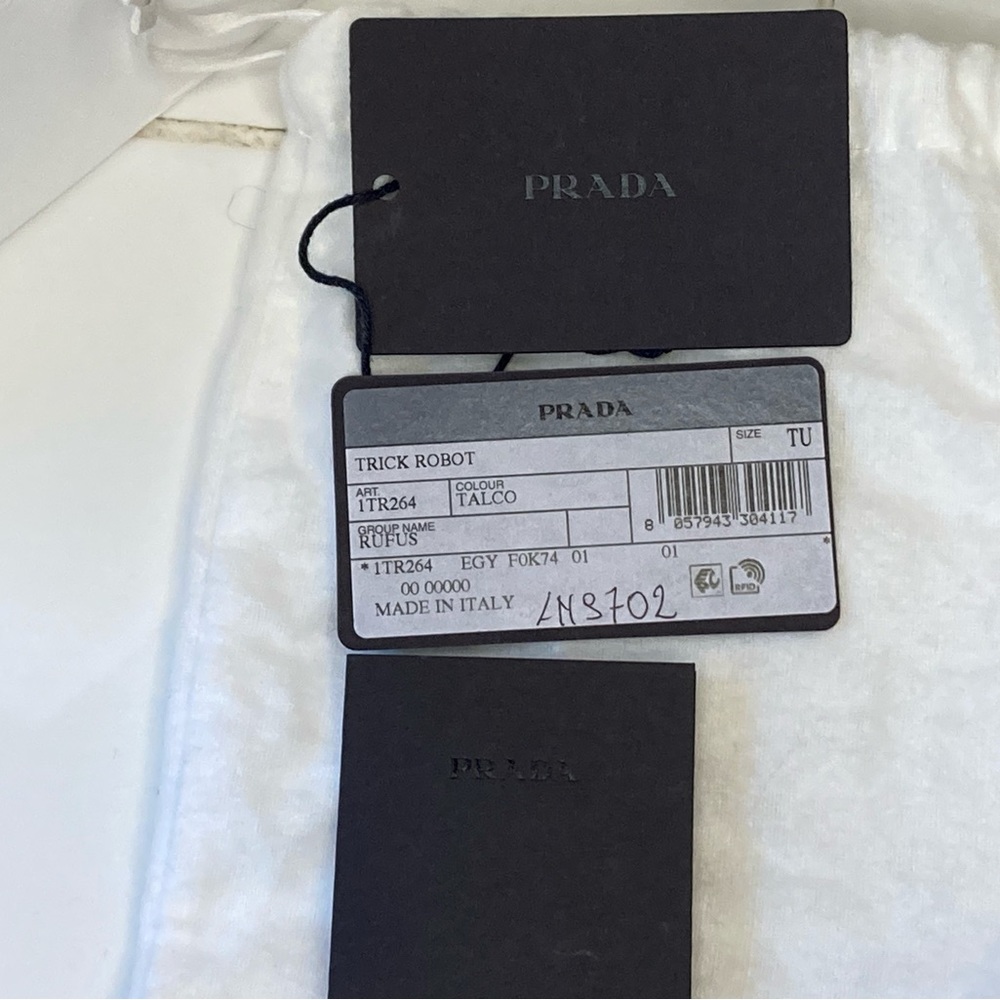 PRADA
PRADA
SIZE TU
TRICK ROBOT
ART.
1TR264
COLOUR
TALCO
8 057943 304117
GROUP NAME
RUFUS
* 1TR264 EGY F0K74 01 01 *
00 00000
MADE IN ITALY
RFID
PRADA